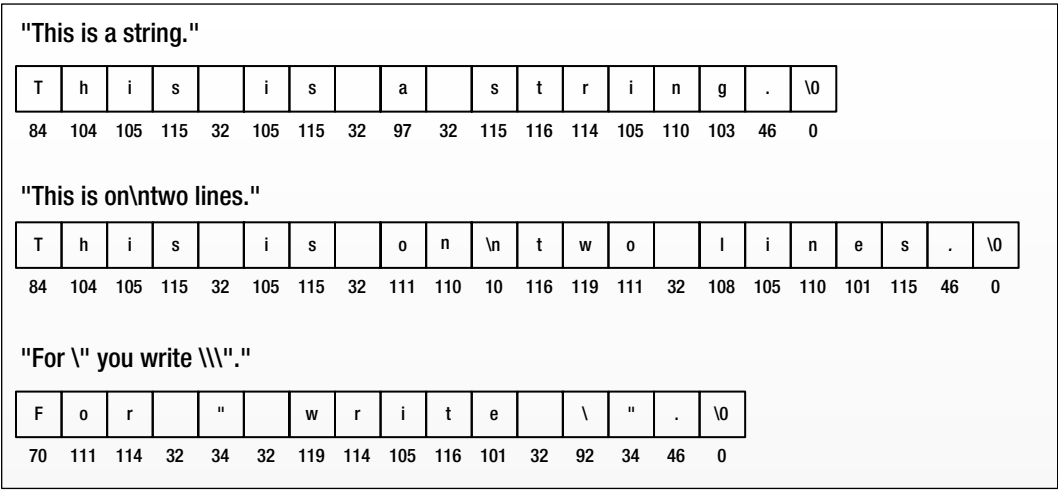 "This is a string."
T h i s   i s   a   s t r i n g . \0
84 104 105 115 32 105 115 32 97 32 115 116 114 105 110 103 46 0
"This is on\ntwo lines."
T h i s   i s   o n \n t w o   l i n e s . \0
84 104 105 115 32 105 115 32 111 110 10 116 119 111 32 108 105 110 101 115 46 0
"For \" you write \\\"."
F o r   "   w r i t e   \ " . \0
70 111 114 32 34 32 119 114 105 116 101 32 92 34 46 0